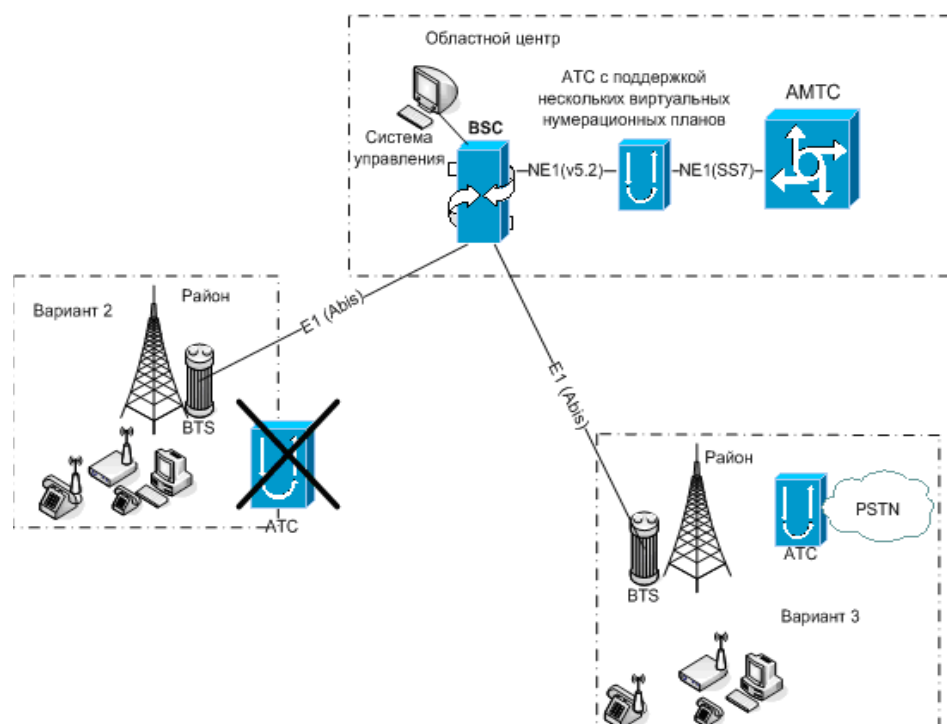 Областной центр
АТС с поддержкой
нескольких виртуальных
нумерационных планов
АМТС
BSC
Система
управления
NE1(v5.2)
NE1(SS7)
Вариант 2
Район
E1 (Abis)
E1 (Abis)
BTS
АТС
Район
PSTN
АТС
BTS
Вариант 3